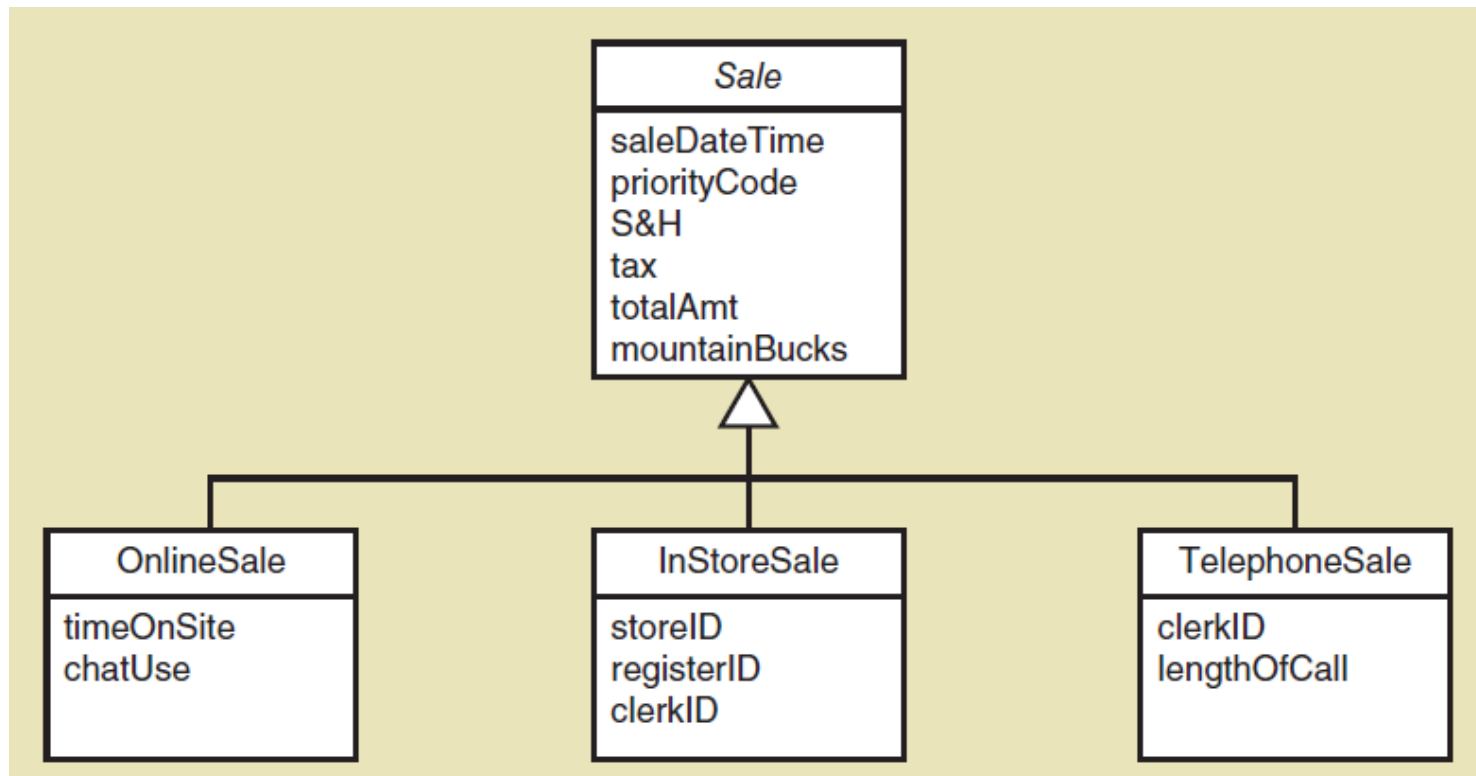 Sale
saleDateTime
priorityCode
S&H
tax
totalAmt
mountainBucks
OnlineSale
timeOnSite
chatUse
InStoreSale
storeID
registerID
clerkID
TelephoneSale
clerkID
lengthOfCall